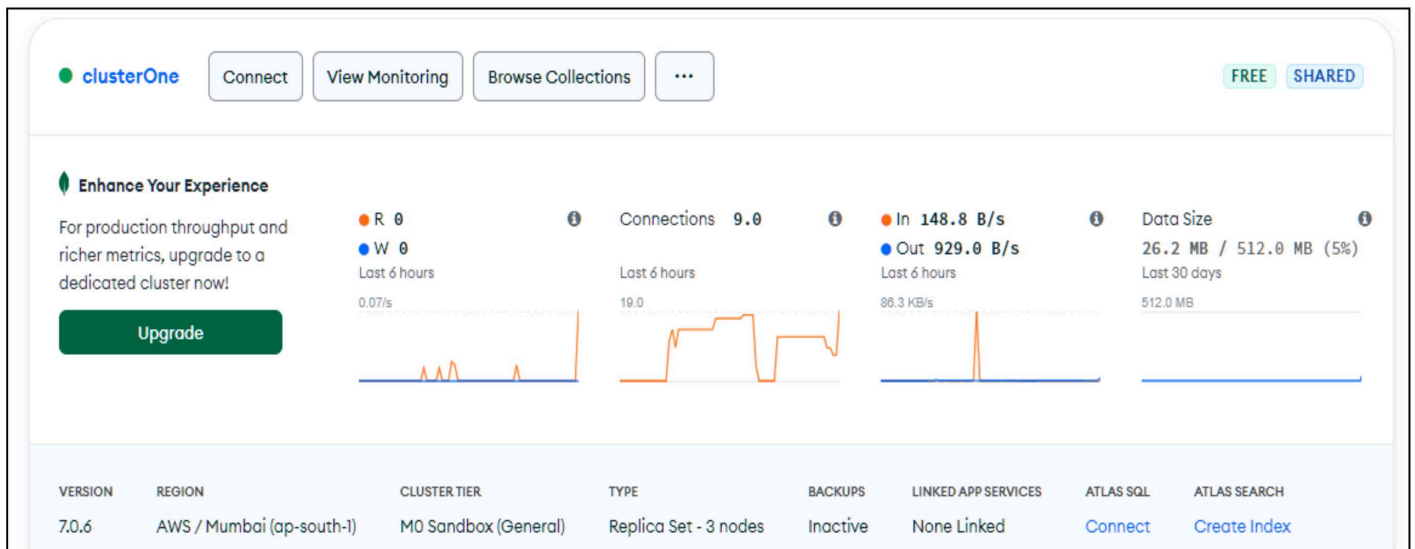 clusterOne Connect View Monitoring Browse Collections ... FREE SHARED
Enhance Your Experience
For production throughput and
richer metrics, upgrade to a
dedicated cluster now!
Upgrade
R 0
W 0
Last 6 hours
0.07/s
Connections 9.0
Last 6 hours
19.0
In 148.8 B/s
Out 929.0 B/s
Last 6 hours
86.3 KB/s
Data Size
26.2 MB / 512.0 MB (5%)
Last 30 days
512.0 MB
VERSION REGION CLUSTER TIER TYPE BACKUPS LINKED APP SERVICES ATLAS SQL ATLAS SEARCH
7.0.6 AWS / Mumbai (ap-south-1) M0 Sandbox (General) Replica Set - 3 nodes Inactive None Linked Connect Create Index